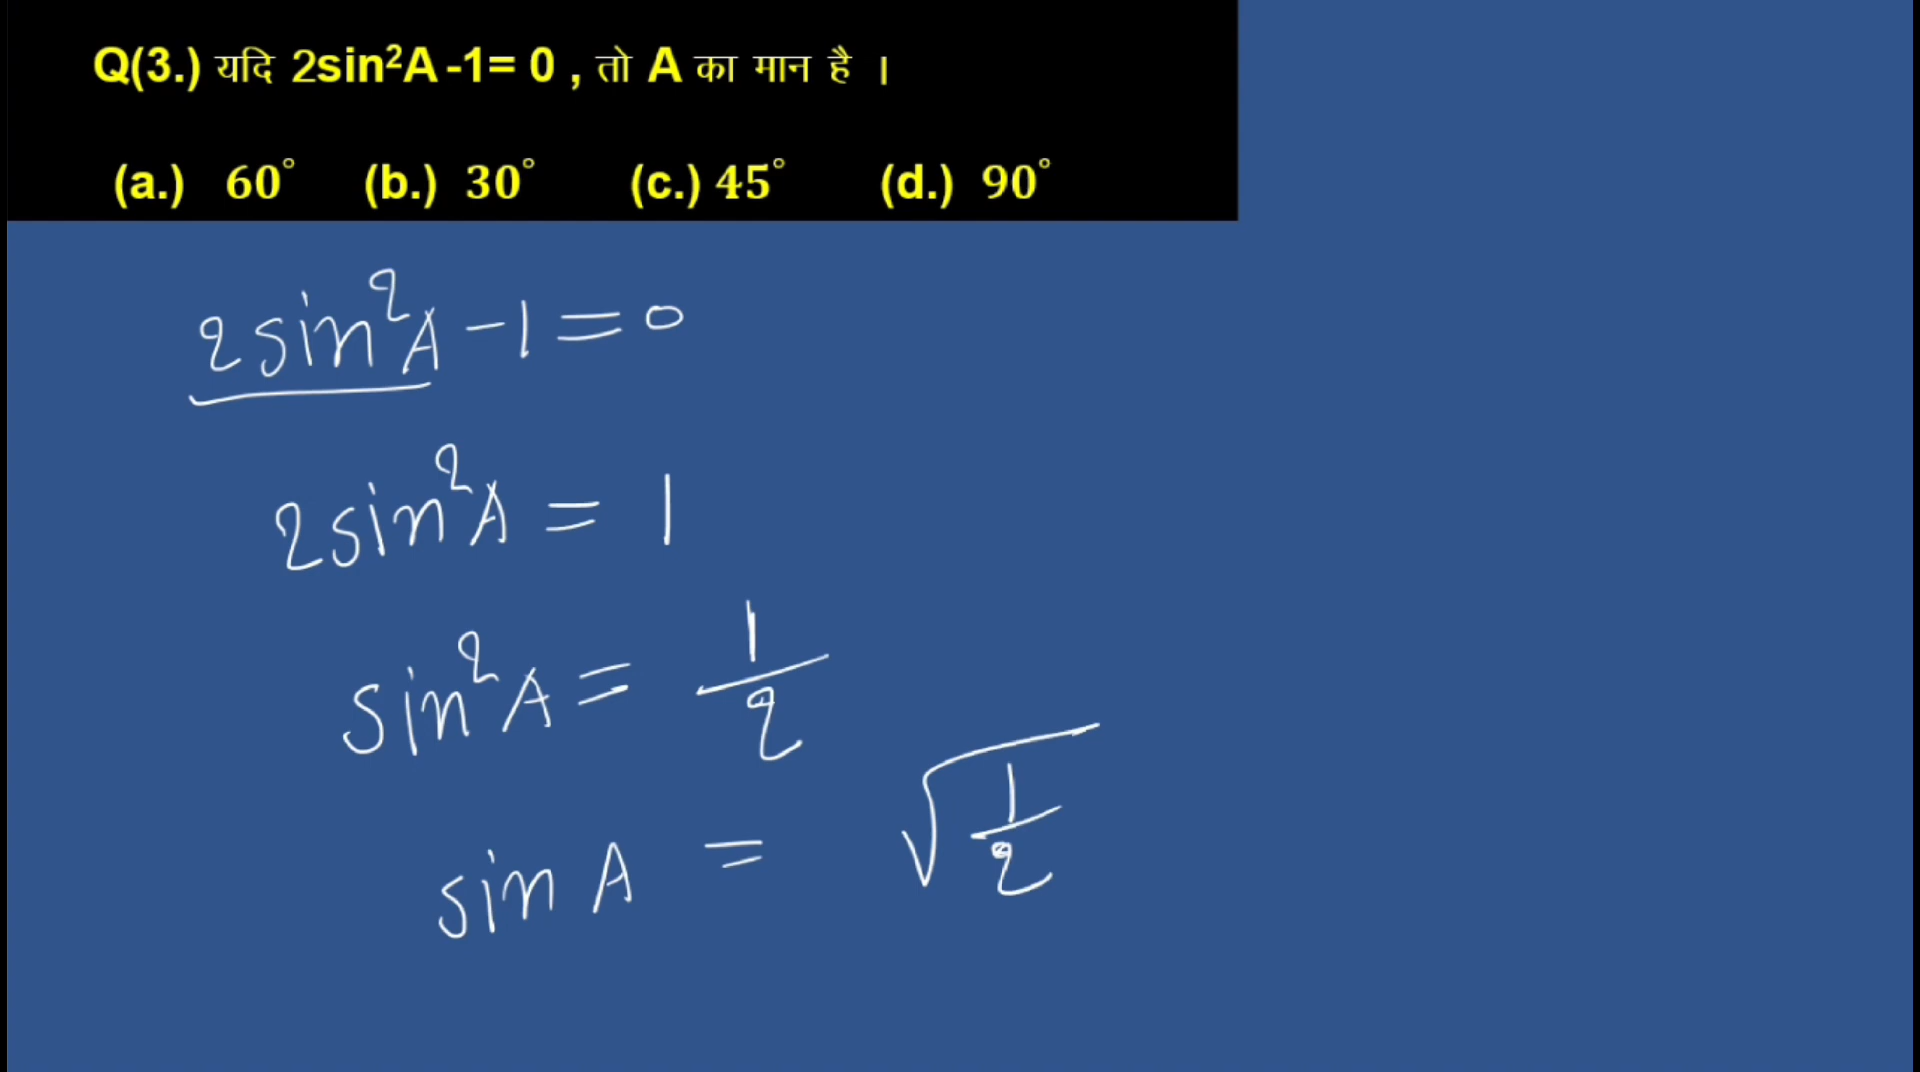 Q(3.) यदि 2sin²A -1= 0 , तो A का मान है ।
(a.) 60° (b.) 30° (c.) 45° (d.) 90°
2sin²A - 1 = 0
2sin²A = 1
sin²A = 1/2
sin A = √(1/2)